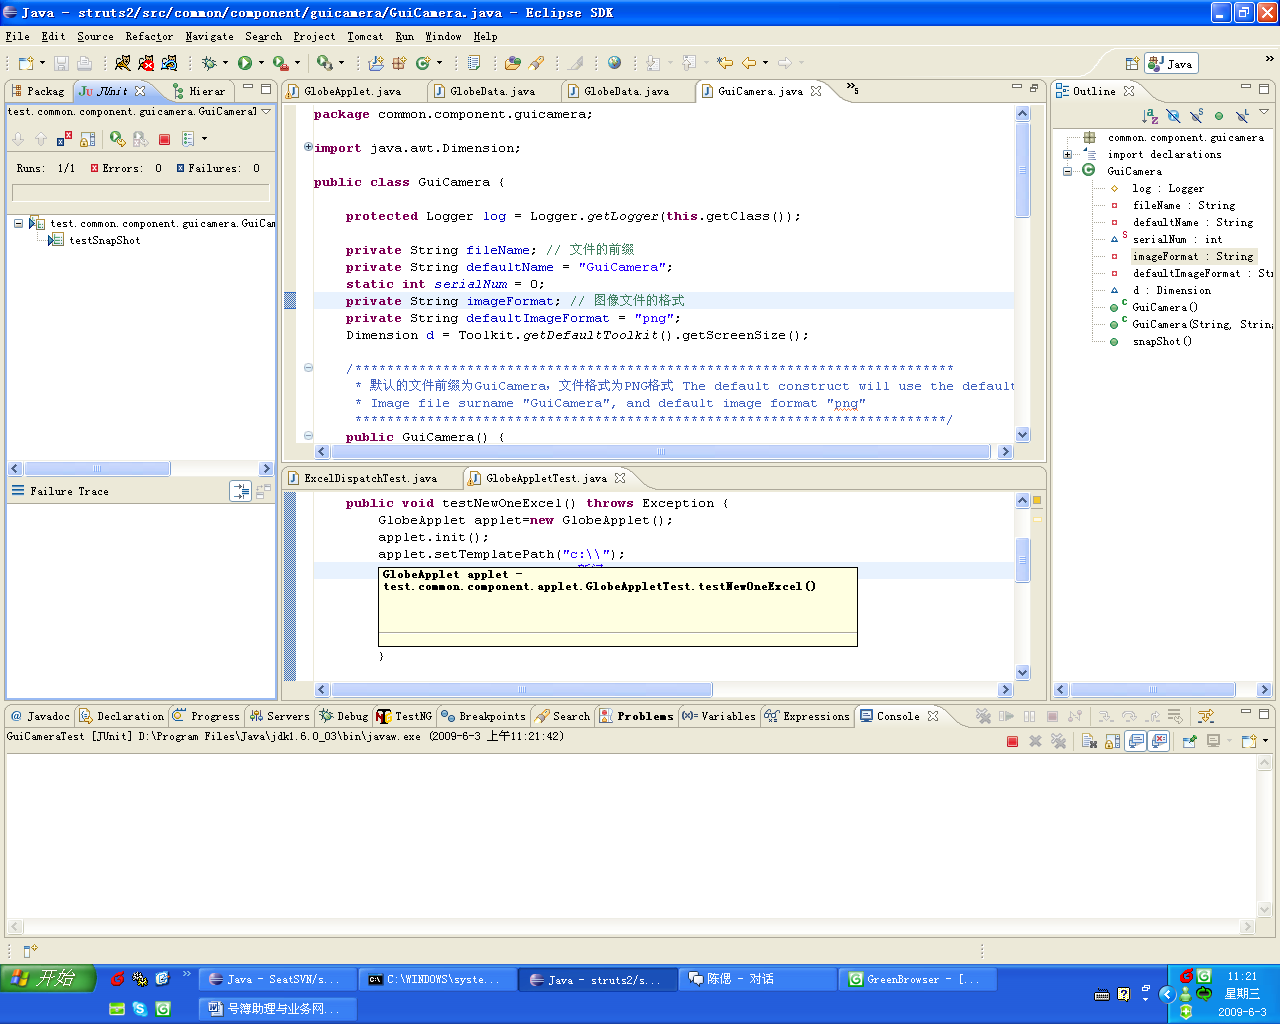 Java - struts2/src/common/component/guicamera/GuiCamera.java - Eclipse SDK
File Edit Source Refactor Navigate Search Project Tomcat Run Window Help
Java
Packag JUnit Hierar
test.common.component.guicamera.GuiCameraT
Runs: 1/1 Errors: 0 Failures: 0
test.common.component.guicamera.GuiCam
testSnapShot
Failure Trace
GlobeApplet.java GlobeData.java GlobeData.java GuiCamera.java »5
package common.component.guicamera;
import java.awt.Dimension;
public class GuiCamera {
protected Logger log = Logger.getLogger(this.getClass());
private String fileName; // 文件的前缀
private String defaultName = "GuiCamera";
static int serialNum = 0;
private String imageFormat; // 图像文件的格式
private String defaultImageFormat = "png";
Dimension d = Toolkit.getDefaultToolkit().getScreenSize();
/***************************************************************************
* 默认的文件前缀为GuiCamera，文件格式为PNG格式 The default construct will use the default
* Image file surname "GuiCamera", and default image format "png"
**************************************************************************/
public GuiCamera() {
ExcelDispatchTest.java GlobeAppletTest.java
public void testNewOneExcel() throws Exception {
GlobeApplet applet=new GlobeApplet();
applet.init();
applet.setTemplatePath("c:\\");
GlobeApplet applet -
test.common.component.applet.GlobeAppletTest.testNewOneExcel()
}
Outline
common.component.guicamera
import declarations
GuiCamera
log : Logger
fileName : String
defaultName : String
serialNum : int
imageFormat : String
defaultImageFormat : Str
d : Dimension
GuiCamera()
GuiCamera(String, String
snapShot()
Javadoc Declaration Progress Servers Debug TestNG Breakpoints Search Problems Variables Expressions Console
GuiCameraTest [JUnit] D:\Program Files\Java\jdk1.6.0_03\bin\javaw.exe (2009-6-3 上午11:21:42)
开始 Java - SeatSVN/s... C:\WINDOWS\syste... Java - struts2/s... 陈偲 - 对话 GreenBrowser - [...
号簿助理与业务网...
11:21
星期三
2009-6-3